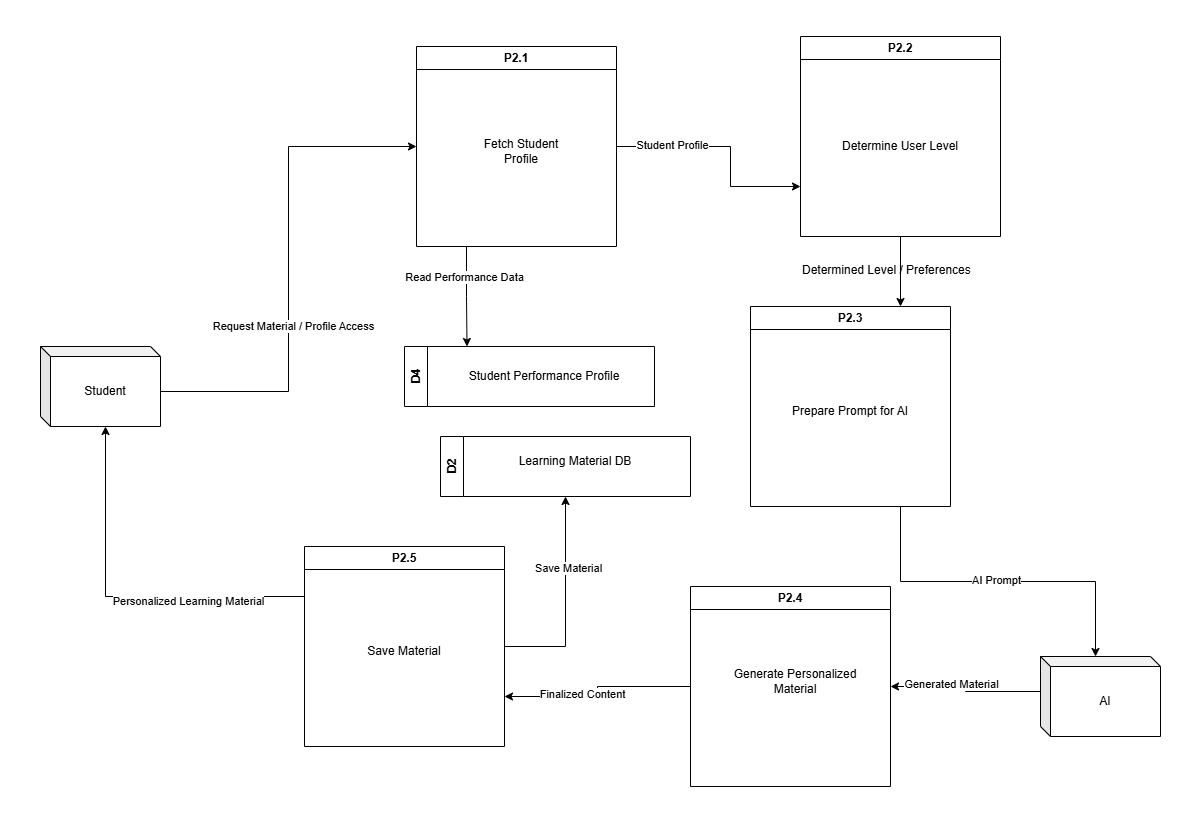 P2.1
Fetch Student
Profile
P2.2
Determine User Level
Student Profile
Read Performance Data
Determined Level / Preferences
P2.3
Prepare Prompt for AI
Request Material / Profile Access
Student
D4
Student Performance Profile
D2
Learning Material DB
P2.5
Save Material
Save Material
Personalized Learning Material
AI Prompt
P2.4
Generate Personalized
Material
Finalized Content
Generated Material
AI